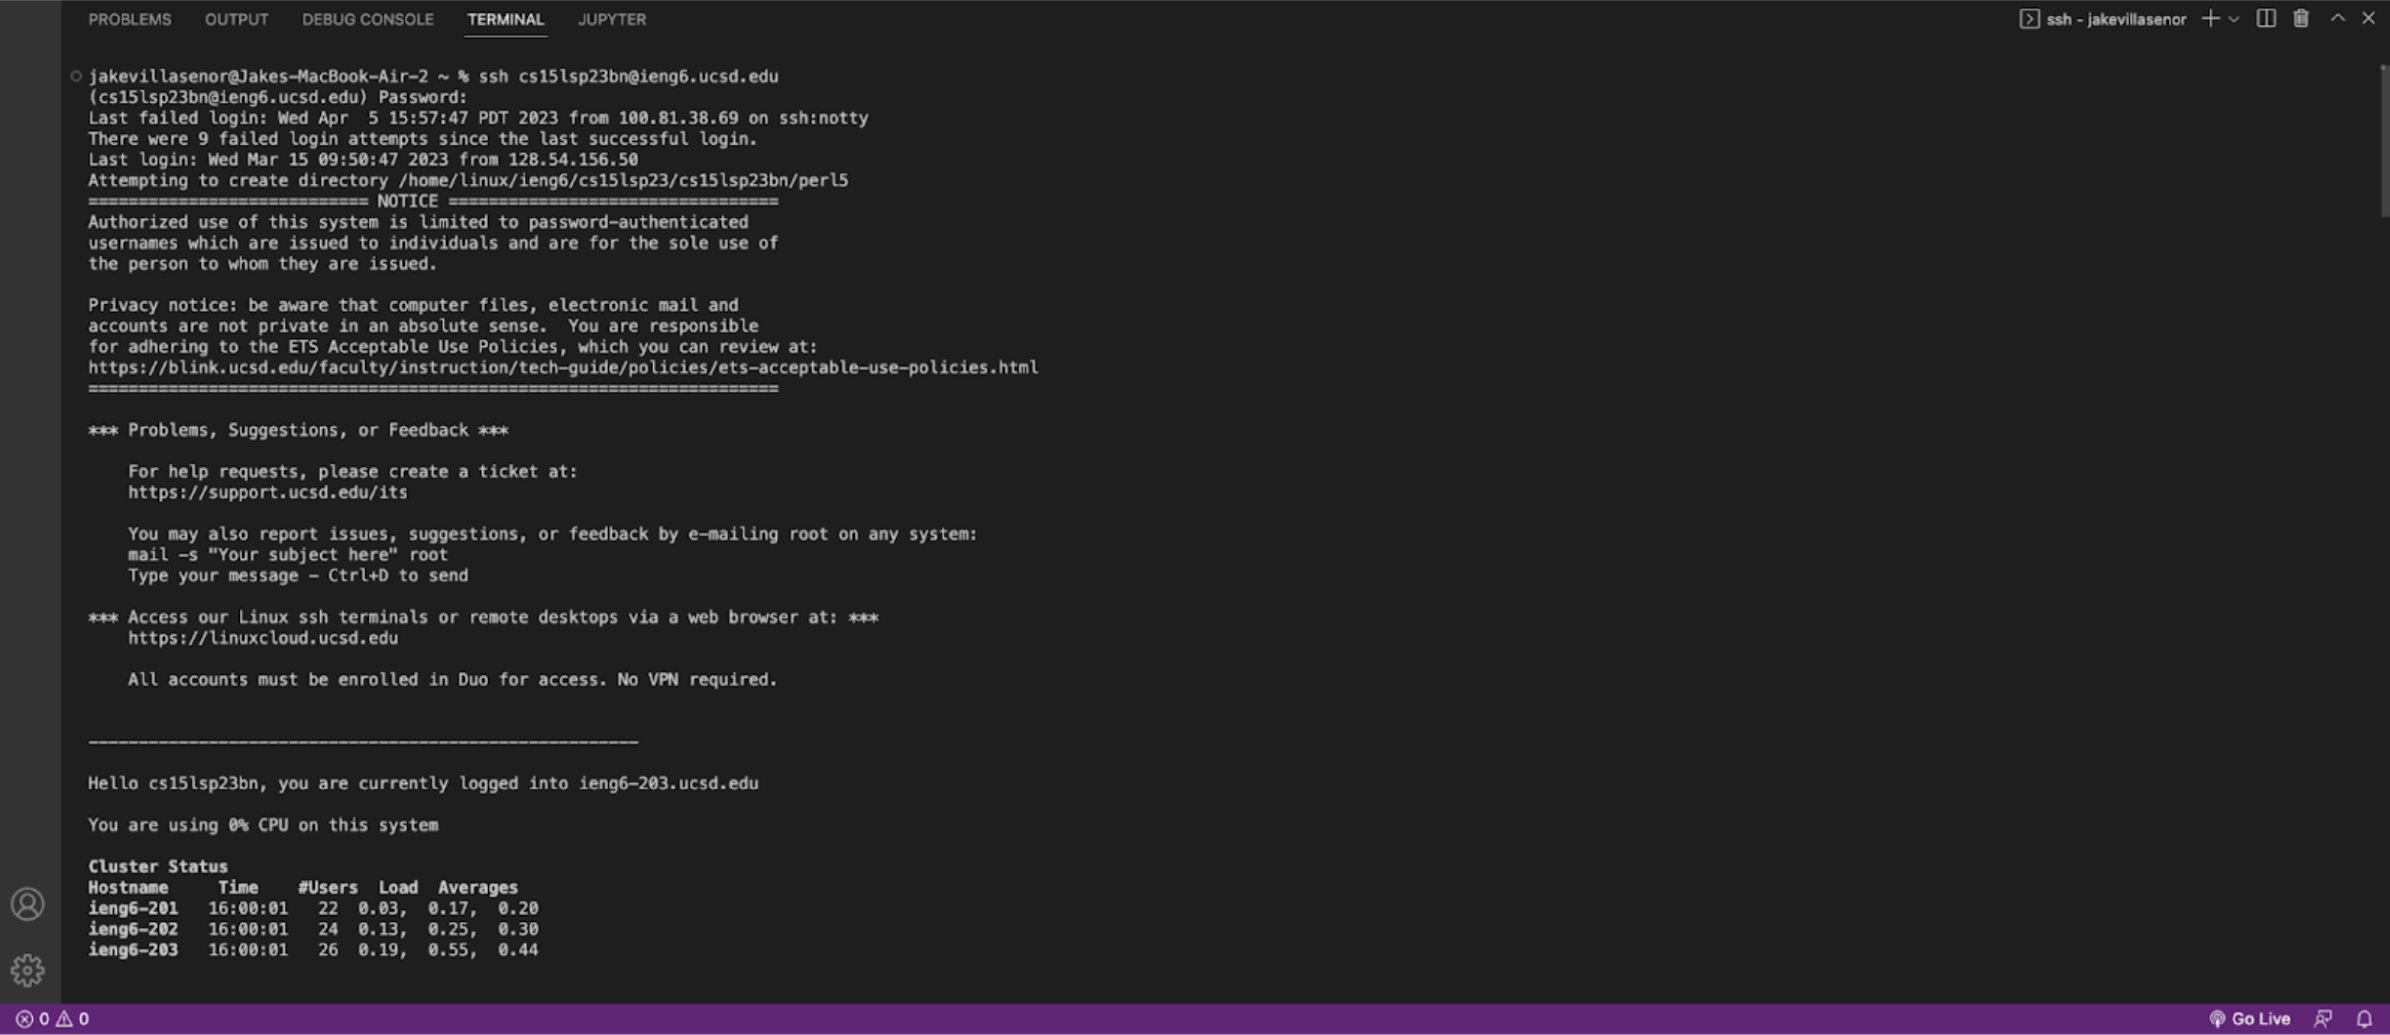 PROBLEMS OUTPUT DEBUG CONSOLE TERMINAL JUPYTER ssh - jakevillasenor
jakevillasenor@Jakes-MacBook-Air-2 ~ % ssh cs15lsp23bn@ieng6.ucsd.edu
(cs15lsp23bn@ieng6.ucsd.edu) Password:
Last failed login: Wed Apr  5 15:57:47 PDT 2023 from 100.81.38.69 on ssh:notty
There were 9 failed login attempts since the last successful login.
Last login: Wed Mar 15 09:50:47 2023 from 128.54.156.50
Attempting to create directory /home/linux/ieng6/cs15lsp23/cs15lsp23bn/perl5
============================ NOTICE =================================
Authorized use of this system is limited to password-authenticated
usernames which are issued to individuals and are for the sole use of
the person to whom they are issued.
Privacy notice: be aware that computer files, electronic mail and
accounts are not private in an absolute sense.  You are responsible
for adhering to the ETS Acceptable Use Policies, which you can review at:
https://blink.ucsd.edu/faculty/instruction/tech-guide/policies/ets-acceptable-use-policies.html
=====================================================================
*** Problems, Suggestions, or Feedback ***
For help requests, please create a ticket at:
https://support.ucsd.edu/its
You may also report issues, suggestions, or feedback by e-mailing root on any system:
mail -s "Your subject here" root
Type your message - Ctrl+D to send
*** Access our Linux ssh terminals or remote desktops via a web browser at: ***
https://linuxcloud.ucsd.edu
All accounts must be enrolled in Duo for access. No VPN required.
_______________________________________________________
Hello cs15lsp23bn, you are currently logged into ieng6-203.ucsd.edu
You are using 0% CPU on this system
Cluster Status
Hostname     Time    #Users  Load  Averages
ieng6-201   16:00:01   22  0.03,  0.17,  0.20
ieng6-202   16:00:01   24  0.13,  0.25,  0.30
ieng6-203   16:00:01   26  0.19,  0.55,  0.44
0 0 Go Live